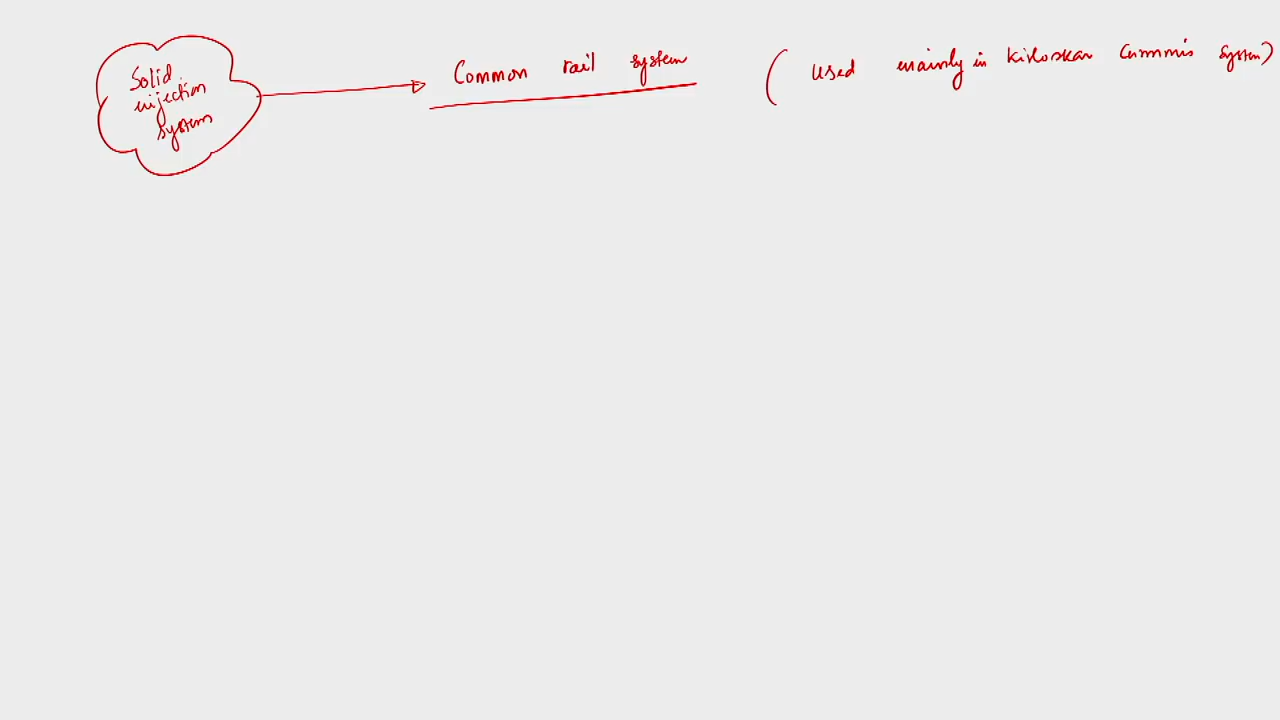 Solid
injection
system
Common rail system
(Used mainly in Kirloskar Cummins system)